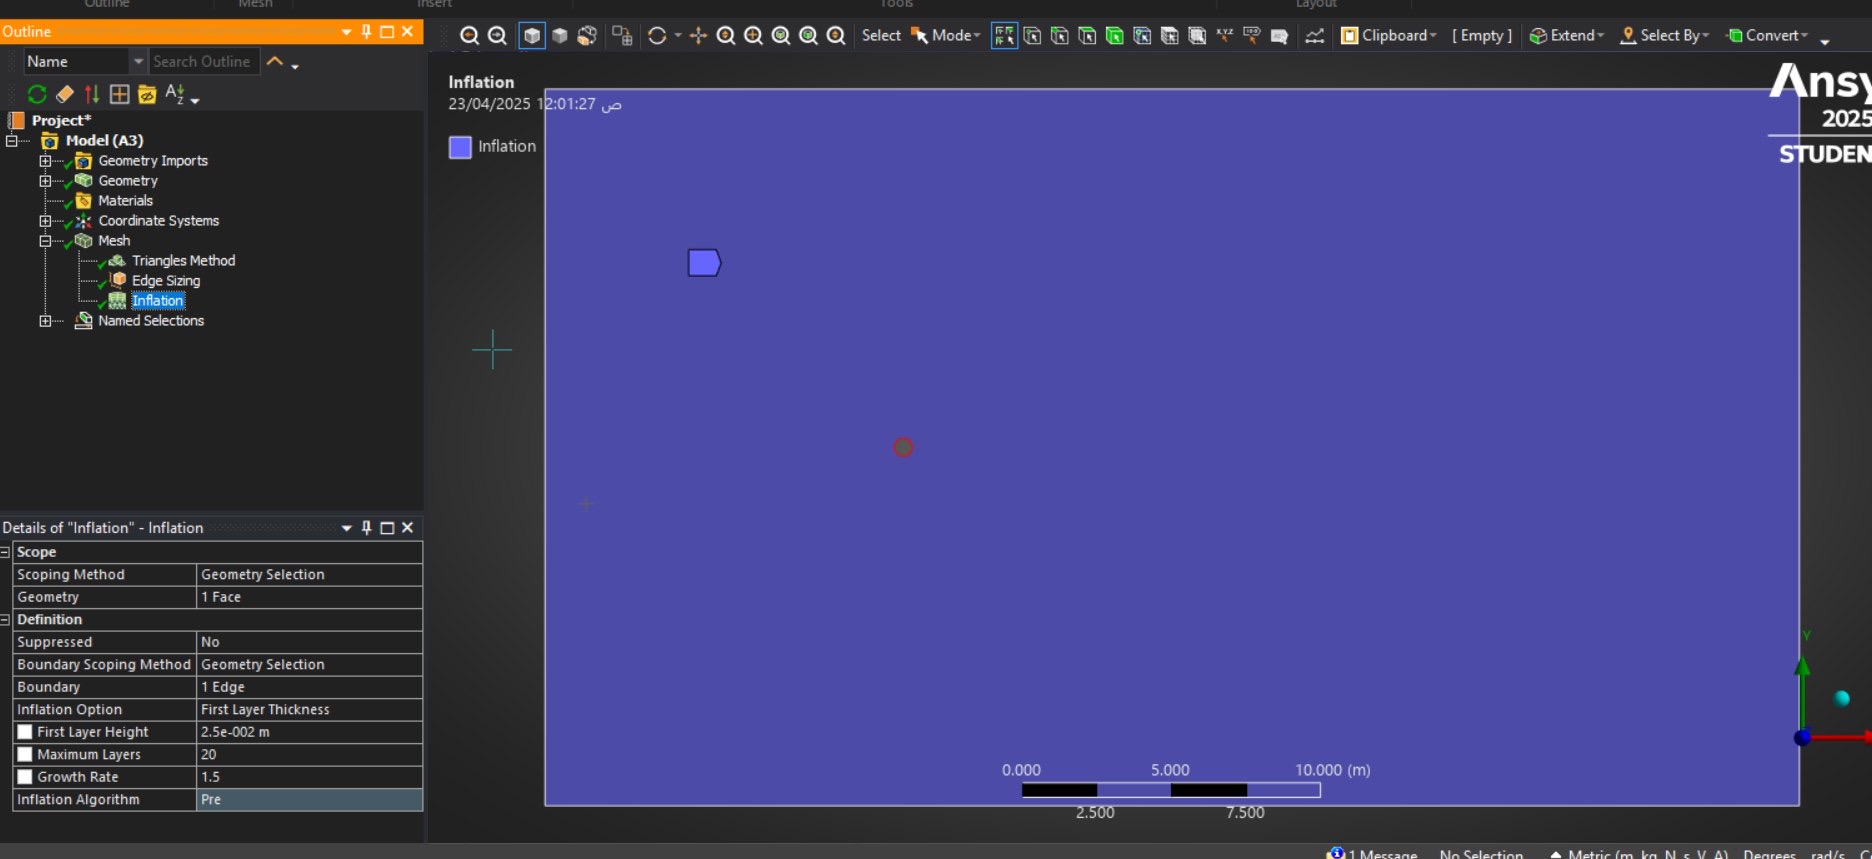 Outline Mesh Insert Tools Layout
Outline
Name Search Outline
Select Mode Clipboard [ Empty ] Extend Select By Convert
Project*
Model (A3)
Geometry Imports
Geometry
Materials
Coordinate Systems
Mesh
Triangles Method
Edge Sizing
Inflation
Named Selections
Details of "Inflation" - Inflation
Scope
Scoping Method Geometry Selection
Geometry 1 Face
Definition
Suppressed No
Boundary Scoping Method Geometry Selection
Boundary 1 Edge
Inflation Option First Layer Thickness
First Layer Height 2.5e-002 m
Maximum Layers 20
Growth Rate 1.5
Inflation Algorithm Pre
Inflation
23/04/2025 12:01:27 ص
Inflation
Ansy
2025
STUDEN
Y
0.000 5.000 10.000 (m)
2.500 7.500
1 Message No Selection Metric (m, kg, N, s, V, A) Degrees rad/s C